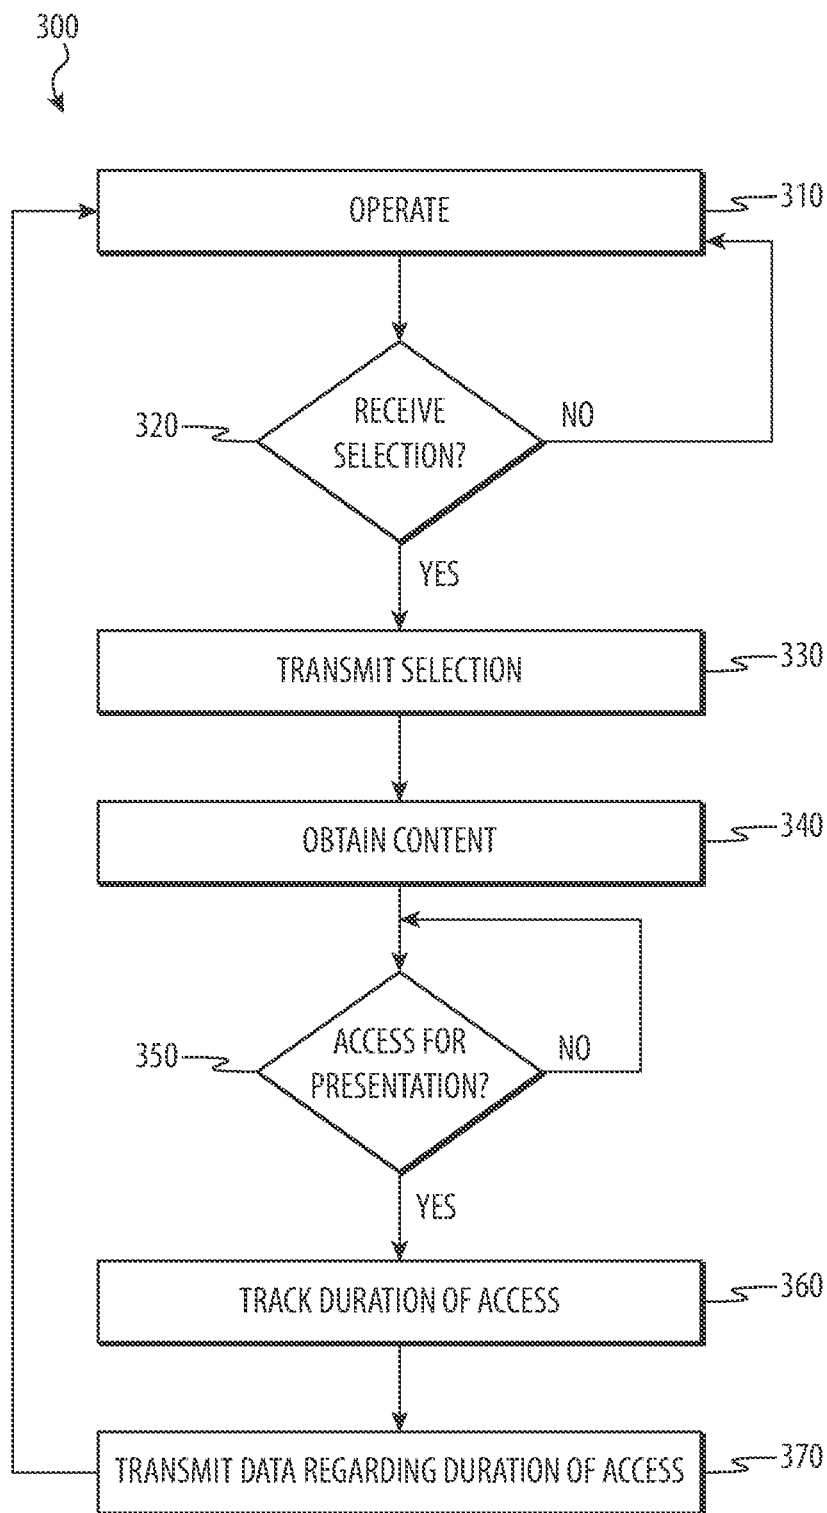 300
OPERATE
310
RECEIVE
SELECTION?
320
NO
YES
TRANSMIT SELECTION
330
OBTAIN CONTENT
340
ACCESS FOR
PRESENTATION?
350
NO
YES
TRACK DURATION OF ACCESS
360
TRANSMIT DATA REGARDING DURATION OF ACCESS
370